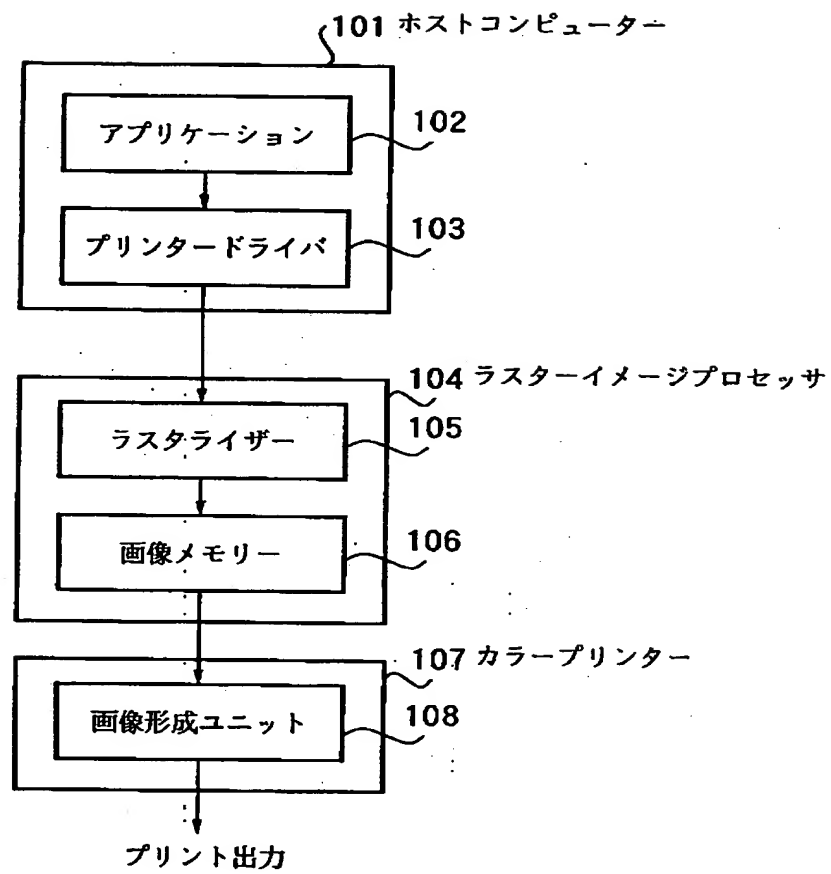 101 ホストコンピューター
アプリケーション
102
プリンタードライバ
103
104 ラスターイメージプロセッサ
ラスタライザー
105
画像メモリー
106
107 カラープリンター
画像形成ユニット
108
プリント出力